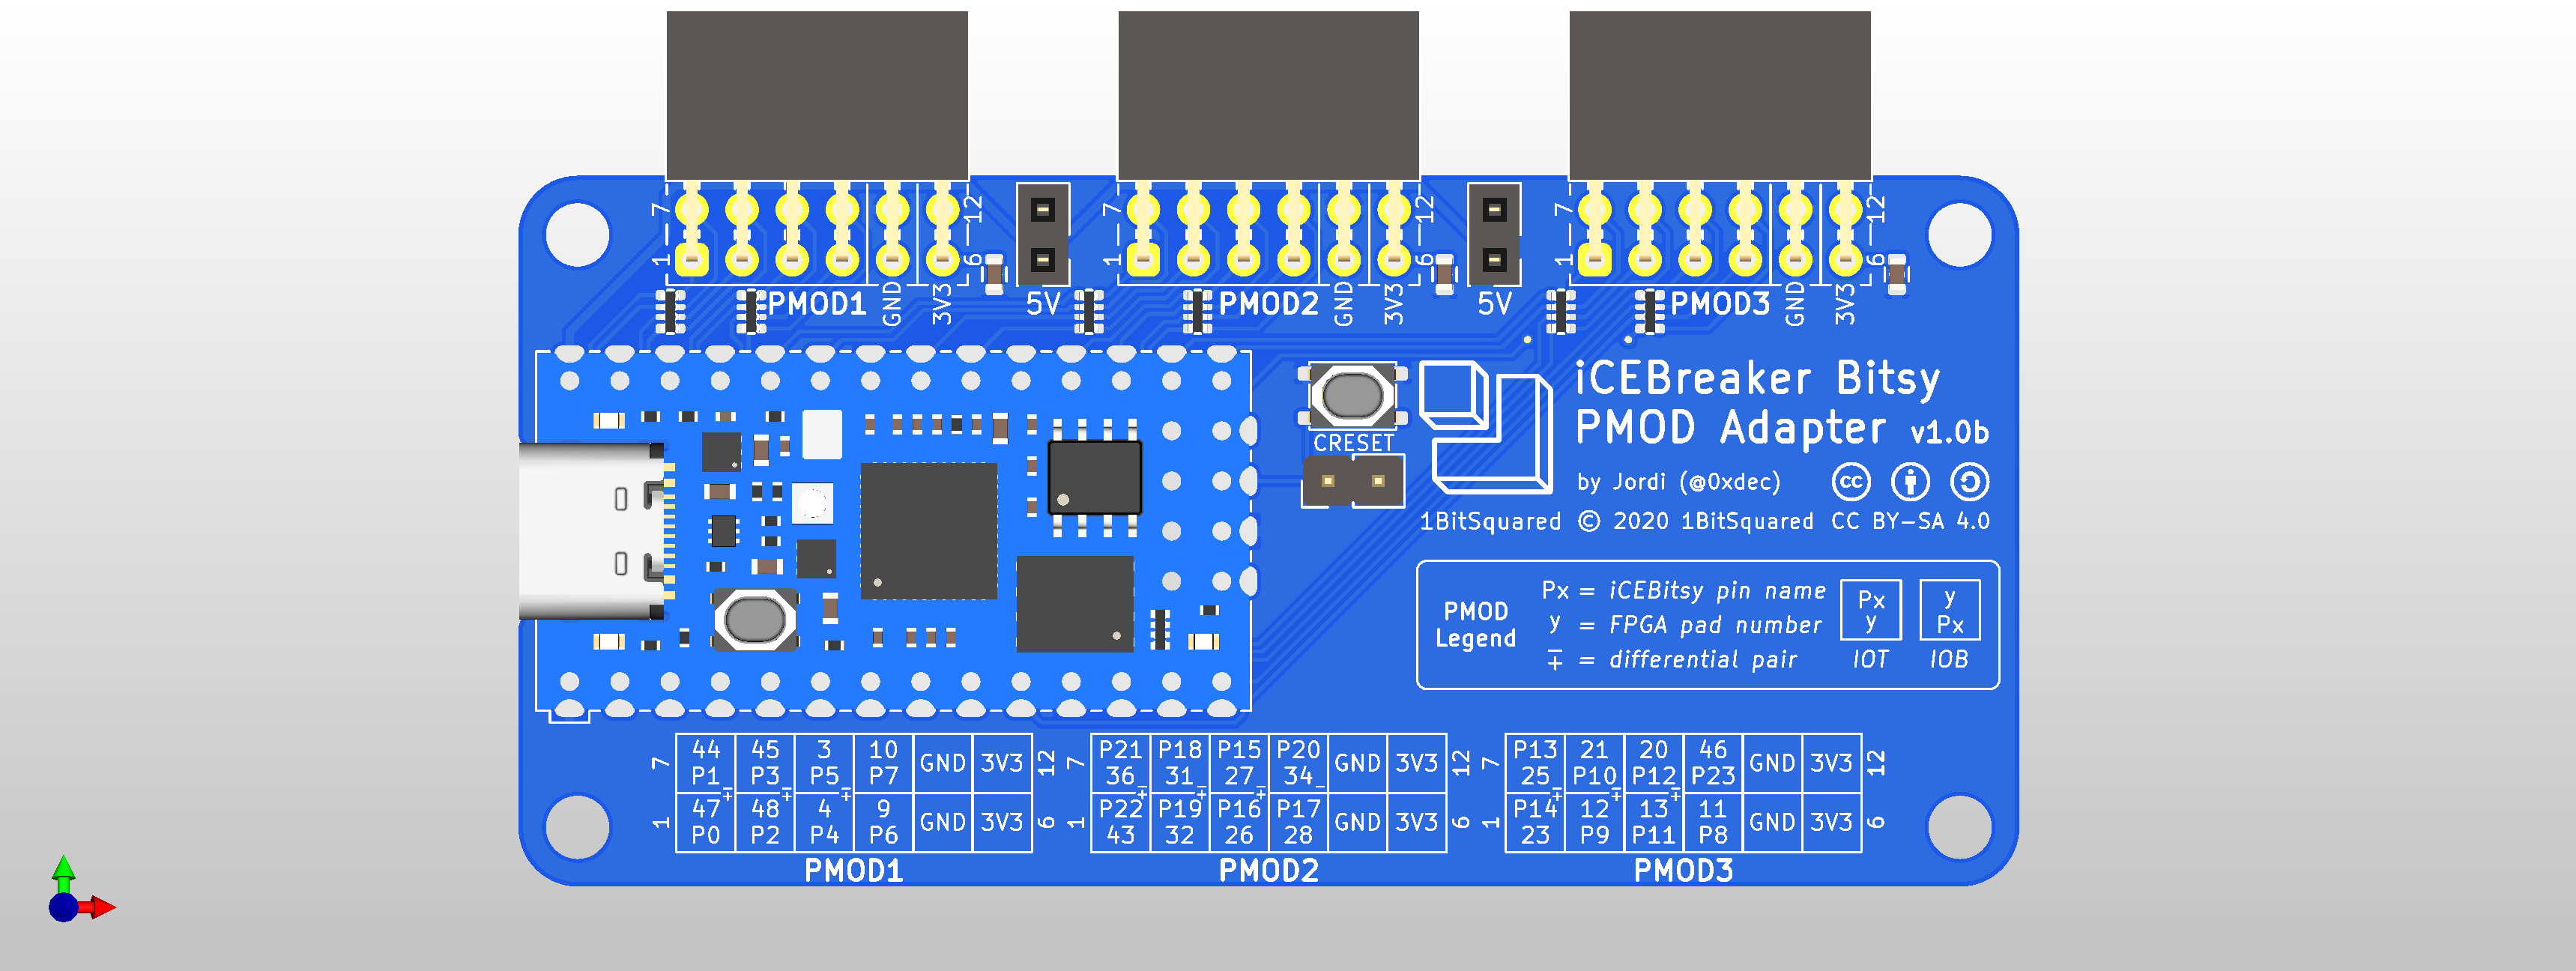 7 12 7 12 7 12
1 6 1 6 1 6
PMOD1 GND 3V3 5V PMOD2 GND 3V3 5V PMOD3 GND 3V3
iCEBreaker Bitsy
PMOD Adapter v1.0b
CRESET
by Jordi (@0xdec) cc
1BitSquared © 2020 1BitSquared CC BY-SA 4.0
PMOD
Legend
Px = iCEBitsy pin name
y = FPGA pad number
∓ = differential pair
Px
y
IOT
y
Px
IOB
7 44 45 3 10 GND 3V3 12
P1 P3 P5 P7
∓ ∓ ∓
1 47 48 4 9 GND 3V3 6
P0 P2 P4 P6
PMOD1
7 P21 P18 P15 P20 GND 3V3 12
36 31 27 34
∓ ∓ ∓ –
1 P22 P19 P16 P17 GND 3V3 6
43 32 26 28
PMOD2
7 P13 21 20 46 GND 3V3 12
25 P10 P12 P23
∓ ∓ ∓
1 P14 12 13 11 GND 3V3 6
23 P9 P11 P8
PMOD3